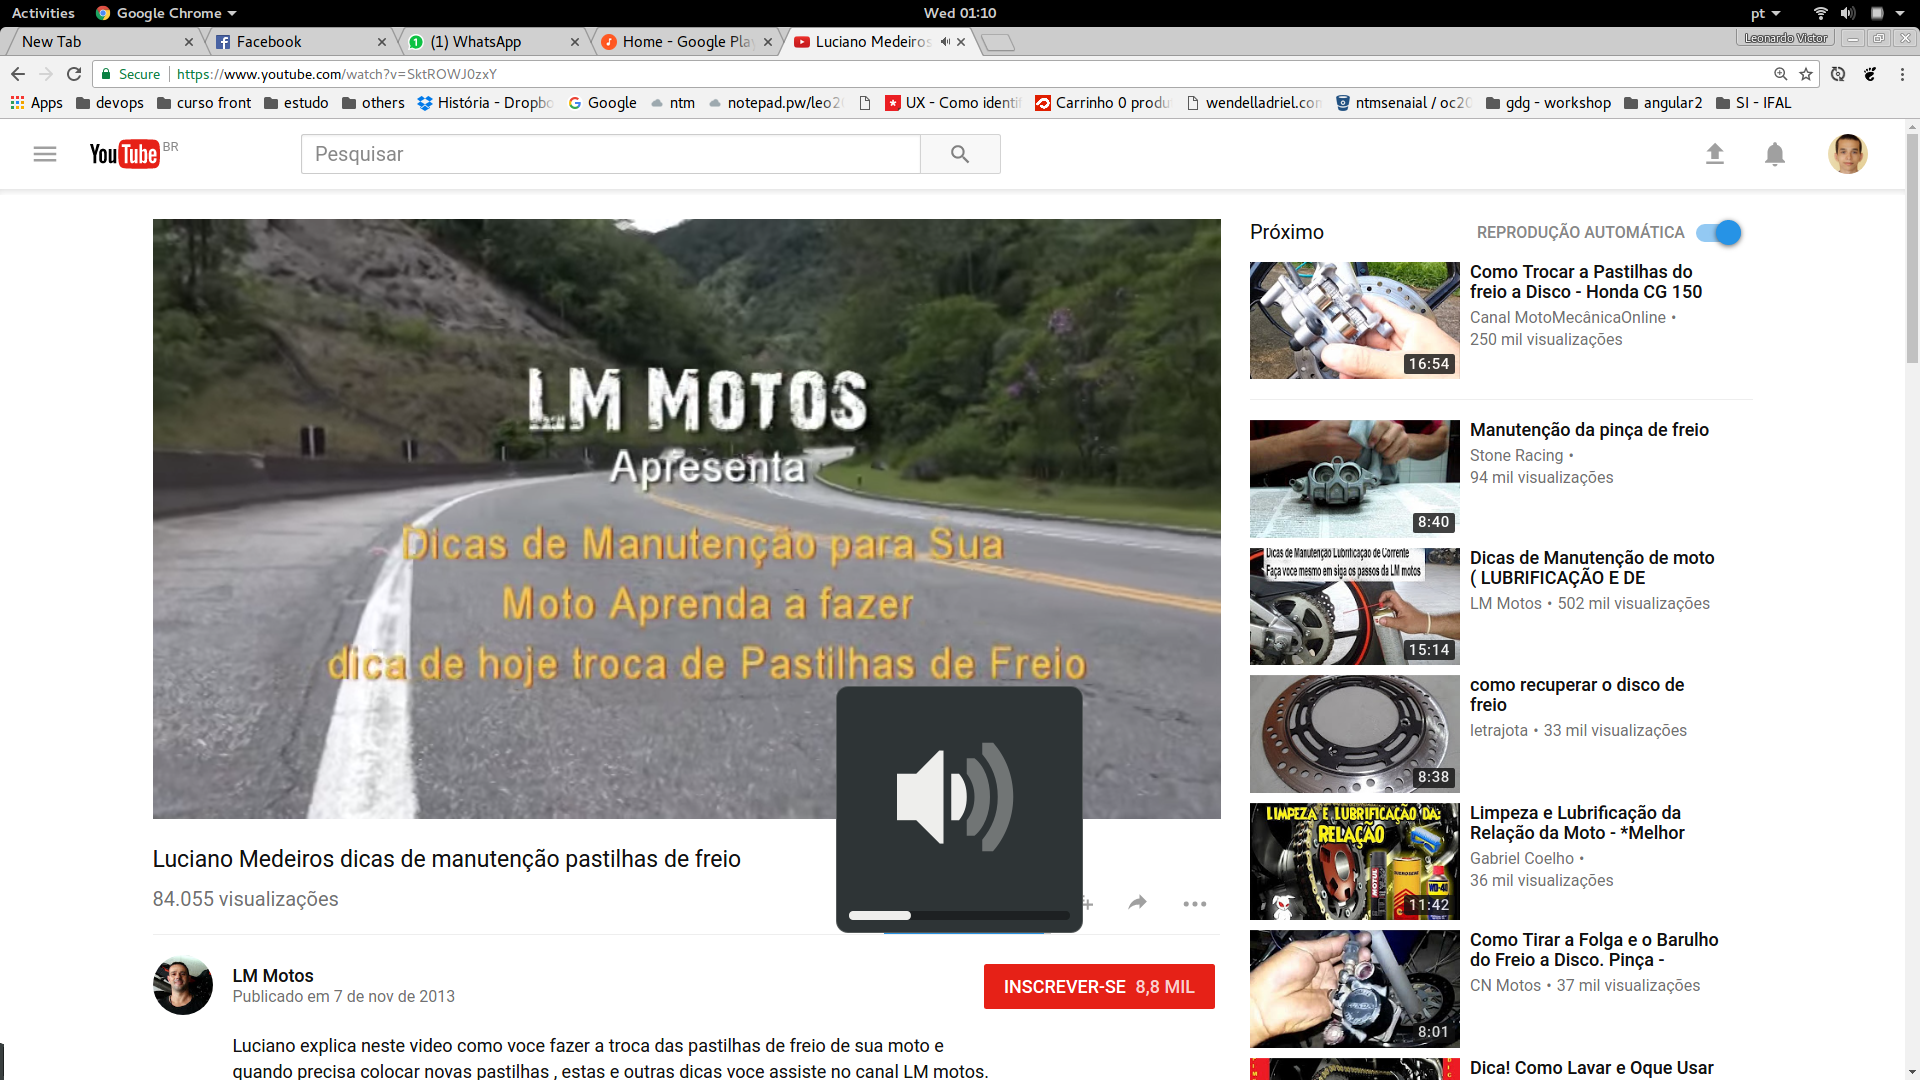 Activities
Google Chrome
Wed 01:10
pt
New Tab
Facebook
(1) WhatsApp
Home - Google Play
Luciano Medeiros
Leonardo Victor
Secure
https://www.youtube.com/watch?v=SktROWJ0zxY
Apps
devops
curso front
estudo
others
História - Dropbo
Google
ntm
notepad.pw/leo2
UX - Como identi
Carrinho 0 produ
wendelladriel.com
ntmsenaial / oc20
gdg - workshop
angular2
SI - IFAL
YouTube BR
Pesquisar
LM MOTOS
Apresenta
Dicas de Manutenção para Sua
Moto Aprenda a fazer
dica de hoje troca de Pastilhas de Freio
Luciano Medeiros dicas de manutenção pastilhas de freio
84.055 visualizações
LM Motos
Publicado em 7 de nov de 2013
INSCREVER-SE 8,8 MIL
Luciano explica neste video como voce fazer a troca das pastilhas de freio de sua moto e
quando precisa colocar novas pastilhas , estas e outras dicas voce assiste no canal LM motos.
Próximo
REPRODUÇÃO AUTOMÁTICA
Como Trocar a Pastilhas do
freio a Disco - Honda CG 150
Canal MotoMecânicaOnline •
250 mil visualizações
16:54
Manutenção da pinça de freio
Stone Racing •
94 mil visualizações
8:40
Dicas de Manutenção Lubrificação de Corrente
Faça voce mesmo em siga os passos da LM motos
15:14
Dicas de Manutenção de moto
( LUBRIFICAÇÃO E DE
LM Motos • 502 mil visualizações
como recuperar o disco de
freio
letrajota • 33 mil visualizações
8:38
LIMPEZA E LUBRIFICAÇÃO DA:
RELAÇÃO
MOTUL
WD-40
11:42
Limpeza e Lubrificação da
Relação da Moto - *Melhor
Gabriel Coelho •
36 mil visualizações
Como Tirar a Folga e o Barulho
do Freio a Disco. Pinça -
CN Motos • 37 mil visualizações
8:01
Dica! Como Lavar e Oque Usar